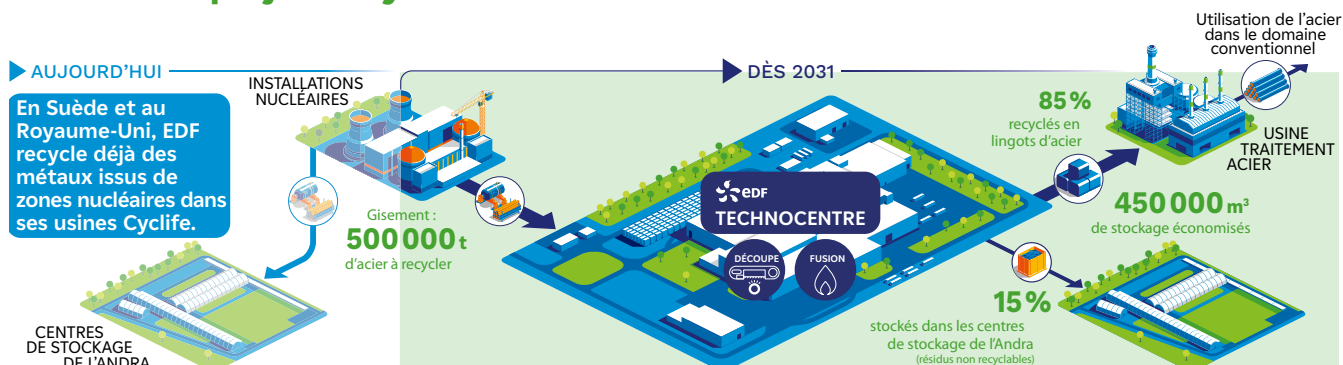 AUJOURD'HUI
En Suède et au
Royaume-Uni, EDF
recycle déjà des
métaux issus de
zones nucléaires dans
ses usines Cyclife.
INSTALLATIONS
NUCLÉAIRES
CENTRES
DE STOCKAGE
DE L'ANDRA
Gisement :
500 000 t
d'acier à recycler
DÈS 2031
edf
TECHNOCENTRE
DÉCOUPE
FUSION
85 %
recyclés en
lingots d'acier
Utilisation de l'acier
dans le domaine
conventionnel
USINE
TRAITEMENT
ACIER
450 000 m³
de stockage économisés
15 %
stockés dans les centres
de stockage de l'Andra
(résidus non recyclables)